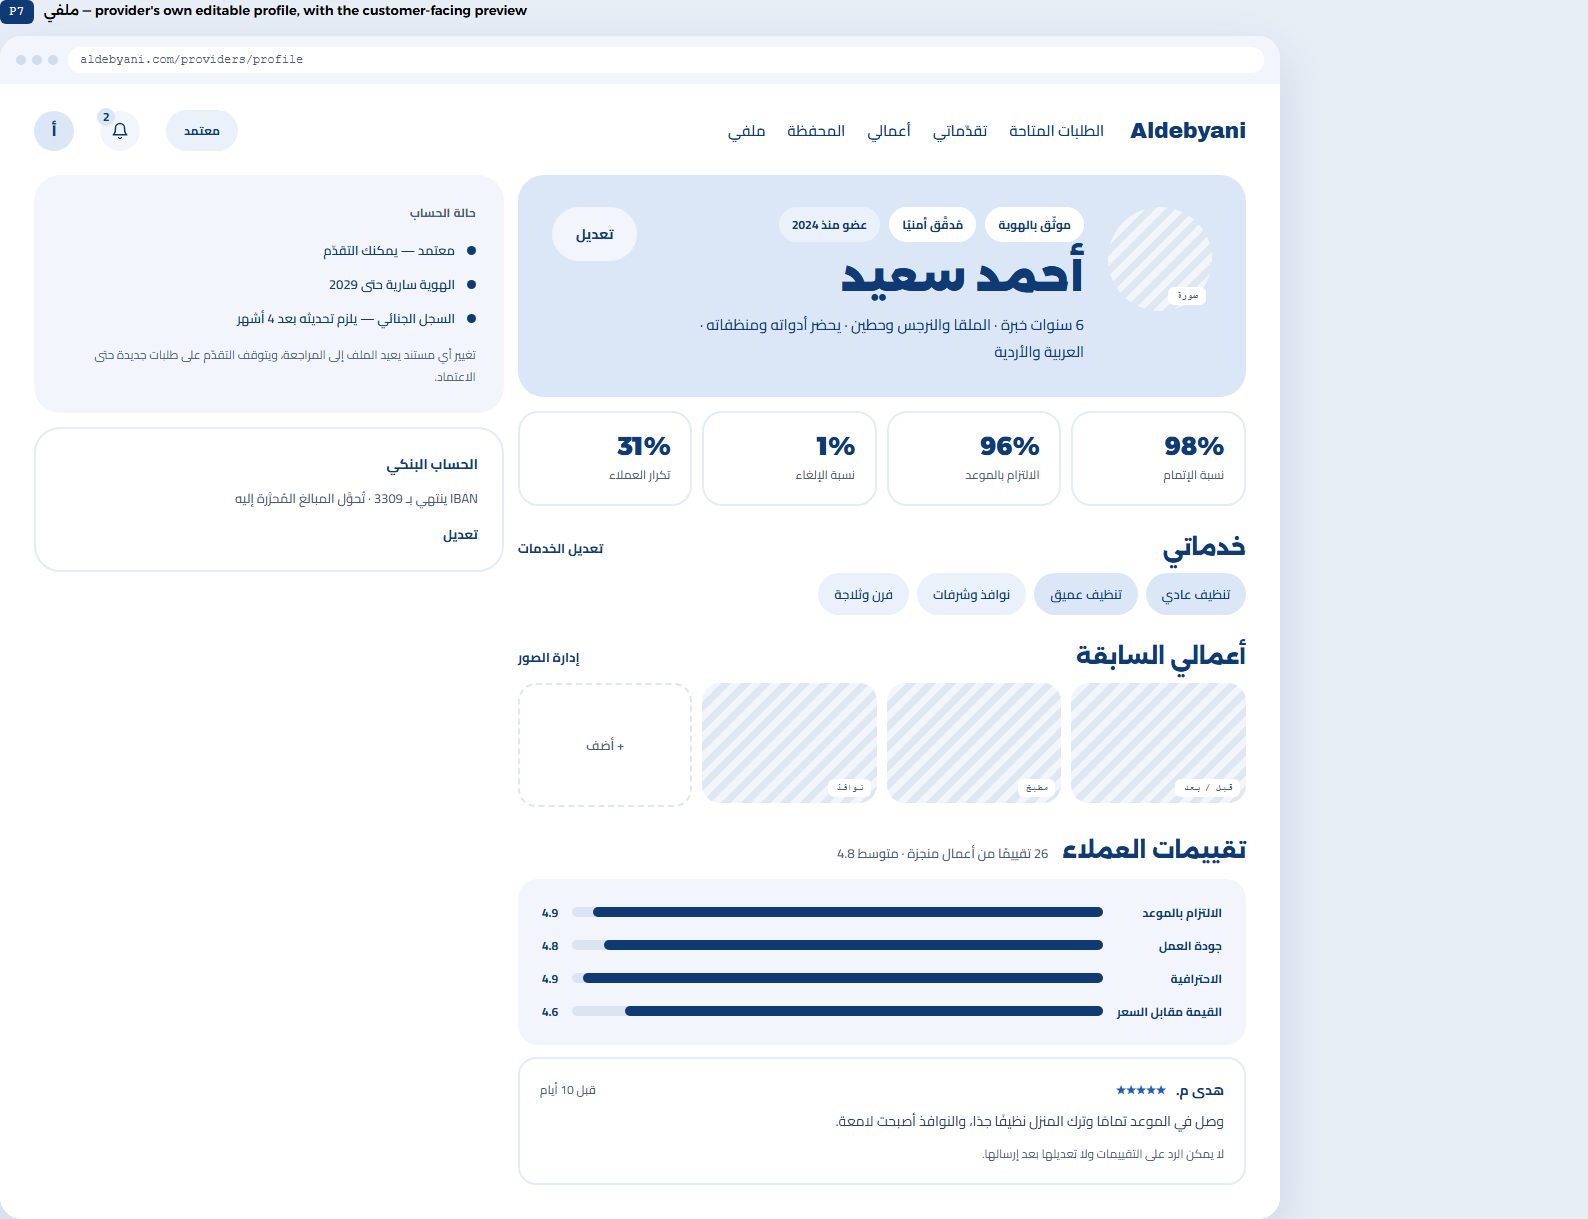 P7 ملفي — provider's own editable profile, with the customer-facing preview
aldebyani.com/providers/profile
Aldebyani الطلبات المتاحة تقدّماتي أعمالي المحفظة ملفي معتمد 2 أ
موثّق بالهوية مُدقَّق أمنيًا عضو منذ 2024
تعديل
أحمد سعيد
صورة
6 سنوات خبرة · الملقا والنرجس وحطين · يحضر أدواته ومنظفاته ·
العربية والأردية
98% 96% 1% 31%
نسبة الإتمام الالتزام بالموعد نسبة الإلغاء تكرار العملاء
خدماتي تعديل الخدمات
تنظيف عادي تنظيف عميق نوافذ وشرفات فرن وثلاجة
أعمالي السابقة إدارة الصور
+ أضف
قبل / بعد مطبخ نوافذ
تقييمات العملاء 26 تقييمًا من أعمال منجزة · متوسط 4.8
الالتزام بالموعد 4.9
جودة العمل 4.8
الاحترافية 4.9
القيمة مقابل السعر 4.6
هدى م. ★★★★★ قبل 10 أيام
وصل في الموعد تمامًا وترك المنزل نظيفًا جدًا، والنوافذ أصبحت لامعة.
لا يمكن الرد على التقييمات ولا تعديلها بعد إرسالها.
حالة الحساب
معتمد — يمكنك التقدّم
الهوية سارية حتى 2029
السجل الجنائي — يلزم تحديثه بعد 4 أشهر
تغيير أي مستند يعيد الملف إلى المراجعة، ويتوقف التقدّم على طلبات جديدة حتى
الاعتماد.
الحساب البنكي
IBAN ينتهي بـ 3309 · تُحوَّل المبالغ المُحرَّرة إليه
تعديل